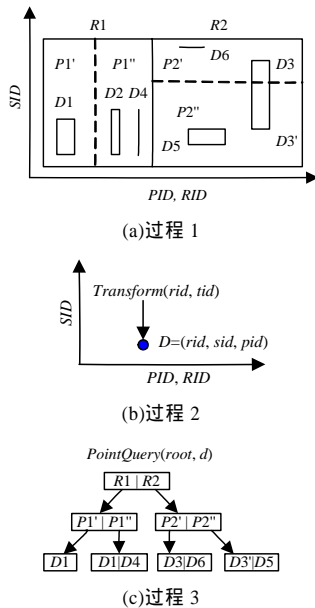 R1 R2
SID
P1' P1'' P2' D6 D3
D1 D2 D4 P2''
D5 D3'
PID, RID
(a)过程 1
Transform(rid, tid)
SID
D=(rid, sid, pid)
PID, RID
(b)过程 2
PointQuery(root, d)
R1 | R2
P1' | P1'' P2' | P2''
D1 D1|D4 D3|D6 D3'|D5
(c)过程 3